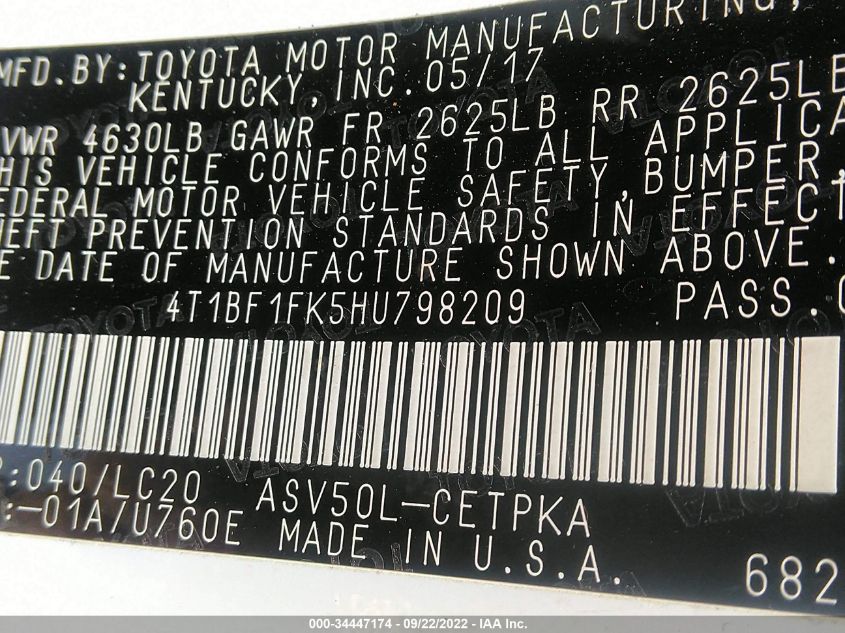 MFD.BY:TOYOTA MOTOR MANUFACTURING,
KENTUCKY, INC. 05/17
VWR 4630LB GAWR FR 2625LB RR 2625LB
HIS VEHICLE CONFORMS TO ALL APPLICA
EDERAL MOTOR VEHICLE SAFETY, BUMPER,
HEFT PREVENTION STANDARDS IN EFFECT
E DATE OF MANUFACTURE SHOWN ABOVE.
4T1BF1FK5HU798209 PASS.
:040/LC20 ASV50L-CETPKA
:-01A/U760E MADE IN U.S.A.
682
000-34447174 - 09/22/2022 - IAA Inc.